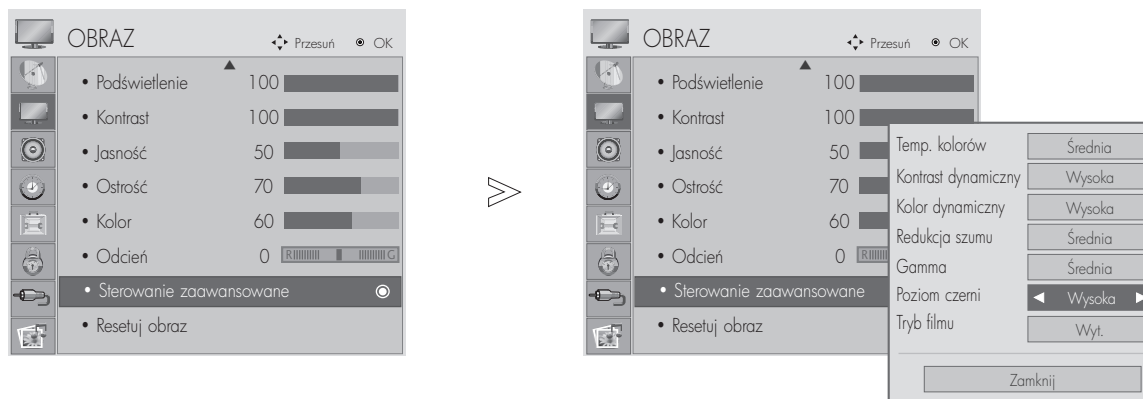 OBRAZ
Przesuń OK
• Podświetlenie 100
• Kontrast 100
• Jasność 50
• Ostrość 70
• Kolor 60
• Odcień 0 R G
• Sterowanie zaawansowane
• Resetuj obraz
OBRAZ
Przesuń OK
• Podświetlenie 100
• Kontrast 100
• Jasność 50
• Ostrość 70
• Kolor 60
• Odcień 0 R
• Sterowanie zaawansowane
• Resetuj obraz
Temp. kolorów Średnia
Kontrast dynamiczny Wysoka
Kolor dynamiczny Wysoka
Redukcja szumu Średnia
Gamma Średnia
Poziom czerni Wysoka
Tryb filmu Wyt.
Zamknij